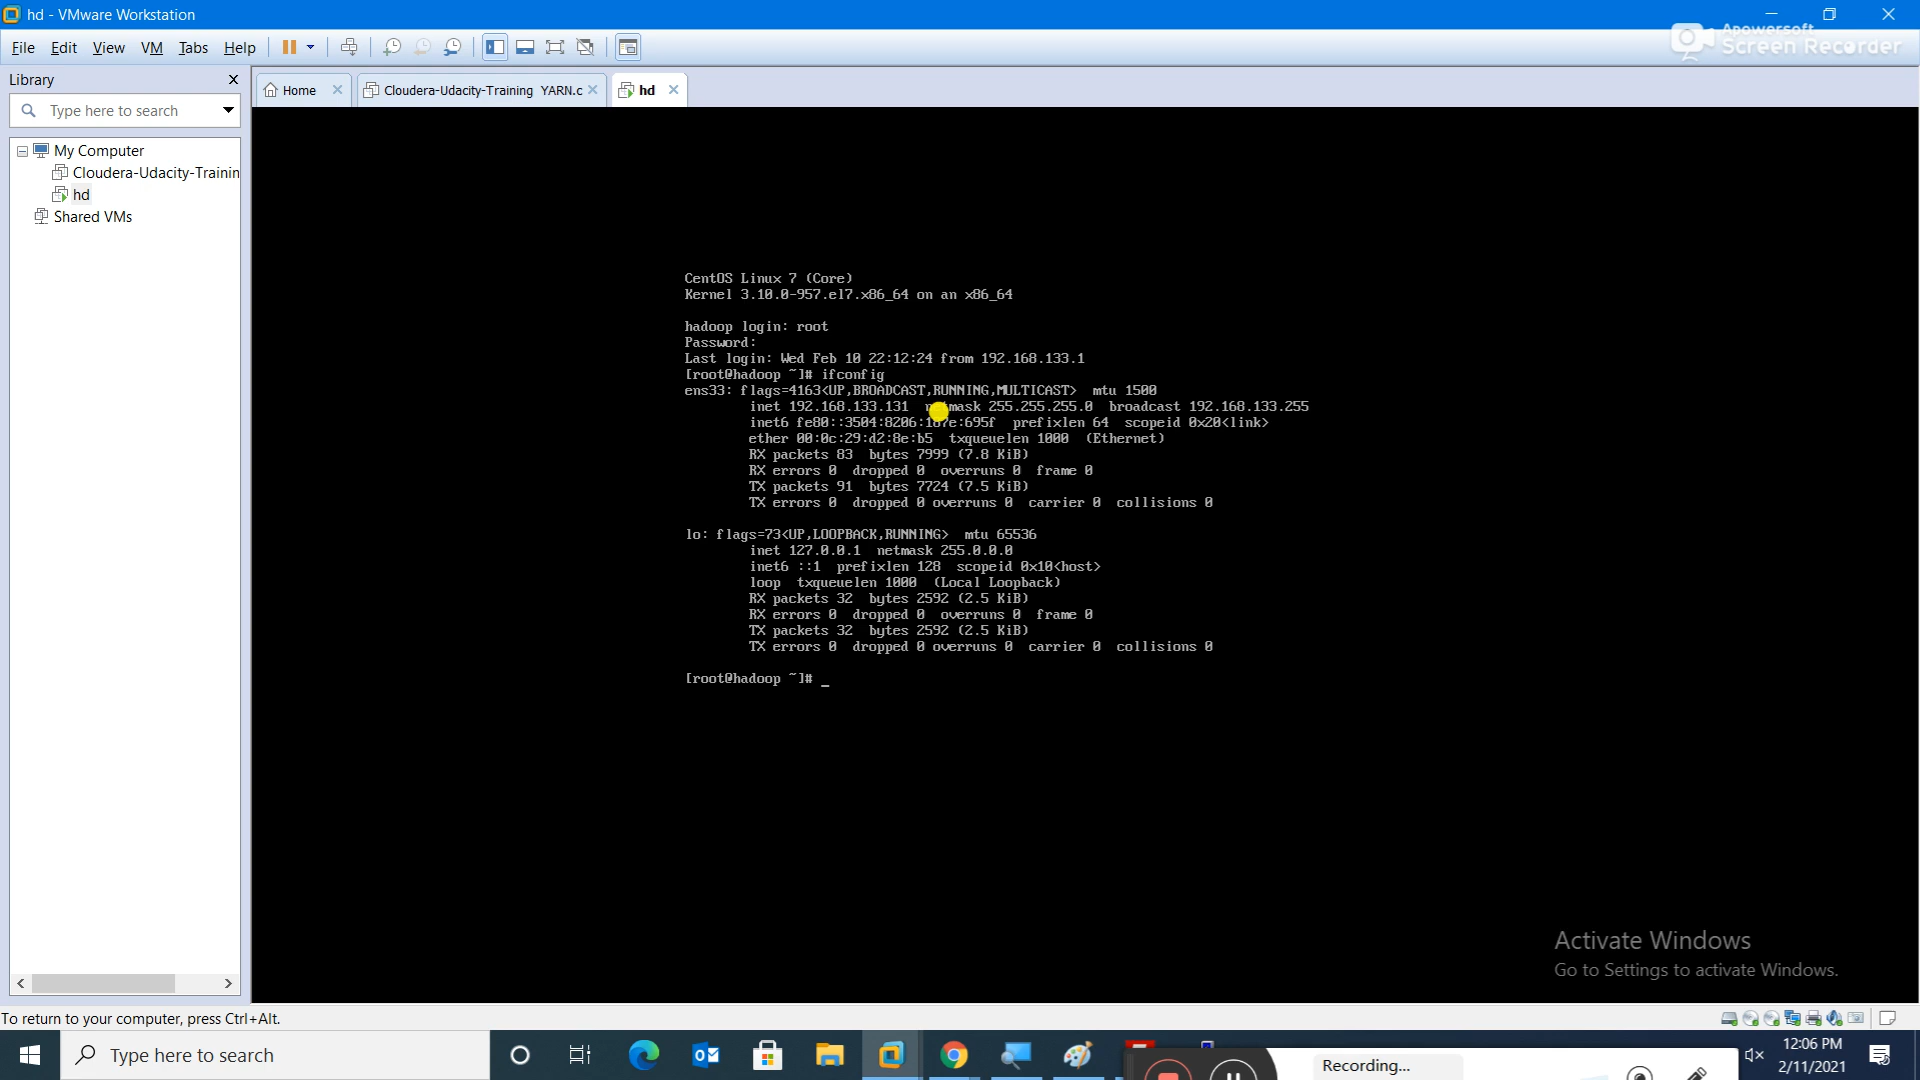 hd - VMware Workstation
Apowersoft
Screen Recorder
File Edit View VM Tabs Help
Library
Home
Cloudera-Udacity-Training YARN.c
hd
Type here to search
My Computer
Cloudera-Udacity-Trainin
hd
Shared VMs
CentOS Linux 7 (Core)
Kernel 3.10.0-957.el7.x86_64 on an x86_64
hadoop login: root
Password:
Last login: Wed Feb 10 22:12:24 from 192.168.133.1
[root@hadoop ~]# ifconfig
ens33: flags=4163<UP,BROADCAST,RUNNING,MULTICAST> mtu 1500
inet 192.168.133.131 netmask 255.255.255.0 broadcast 192.168.133.255
inet6 fe80::3504:8206:187e:695f prefixlen 64 scopeid 0x20<link>
ether 00:0c:29:d2:8e:b5 txqueuelen 1000 (Ethernet)
RX packets 83 bytes 7999 (7.8 KiB)
RX errors 0 dropped 0 overruns 0 frame 0
TX packets 91 bytes 7724 (7.5 KiB)
TX errors 0 dropped 0 overruns 0 carrier 0 collisions 0
lo: flags=73<UP,LOOPBACK,RUNNING> mtu 65536
inet 127.0.0.1 netmask 255.0.0.0
inet6 ::1 prefixlen 128 scopeid 0x10<host>
loop txqueuelen 1000 (Local Loopback)
RX packets 32 bytes 2592 (2.5 KiB)
RX errors 0 dropped 0 overruns 0 frame 0
TX packets 32 bytes 2592 (2.5 KiB)
TX errors 0 dropped 0 overruns 0 carrier 0 collisions 0
[root@hadoop ~]# _
Activate Windows
Go to Settings to activate Windows.
To return to your computer, press Ctrl+Alt.
Type here to search
Recording...
12:06 PM
2/11/2021